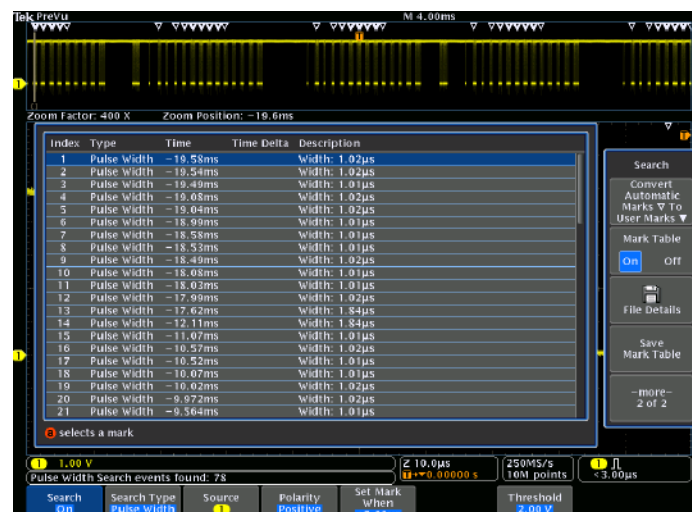 Tek PreVu
M 4.00ms
1
Zoom Factor: 400 X Zoom Position: -19.6ms
Index Type Time Time Delta Description
1 Pulse Width -19.58ms Width: 1.02µs
2 Pulse Width -19.54ms Width: 1.02µs
3 Pulse Width -19.49ms Width: 1.01µs
4 Pulse Width -19.08ms Width: 1.02µs
5 Pulse Width -19.04ms Width: 1.02µs
6 Pulse Width -18.99ms Width: 1.01µs
7 Pulse Width -18.58ms Width: 1.01µs
8 Pulse Width -18.53ms Width: 1.01µs
9 Pulse Width -18.49ms Width: 1.02µs
10 Pulse Width -18.08ms Width: 1.01µs
11 Pulse Width -18.03ms Width: 1.01µs
12 Pulse Width -17.99ms Width: 1.02µs
13 Pulse Width -17.62ms Width: 1.84µs
14 Pulse Width -12.11ms Width: 1.84µs
15 Pulse Width -11.07ms Width: 1.01µs
16 Pulse Width -10.57ms Width: 1.02µs
17 Pulse Width -10.52ms Width: 1.02µs
18 Pulse Width -10.07ms Width: 1.01µs
19 Pulse Width -10.02ms Width: 1.02µs
20 Pulse Width -9.972ms Width: 1.02µs
21 Pulse Width -9.564ms Width: 1.01µs
B selects a mark
Search
Convert
Automatic
Marks ▽ To
User Marks ▼
Mark Table
On Off
File Details
Save
Mark Table
-more-
2 of 2
1
1 1.00 V
Z 10.0µs
T→▼0.00000 s
250MS/s
10M points
1
<3.00µs
Pulse Width Search events found: 78
Search
On
Search Type
Pulse Width
Source
1
Polarity
Positive
Set Mark
When
Threshold
2.00 V